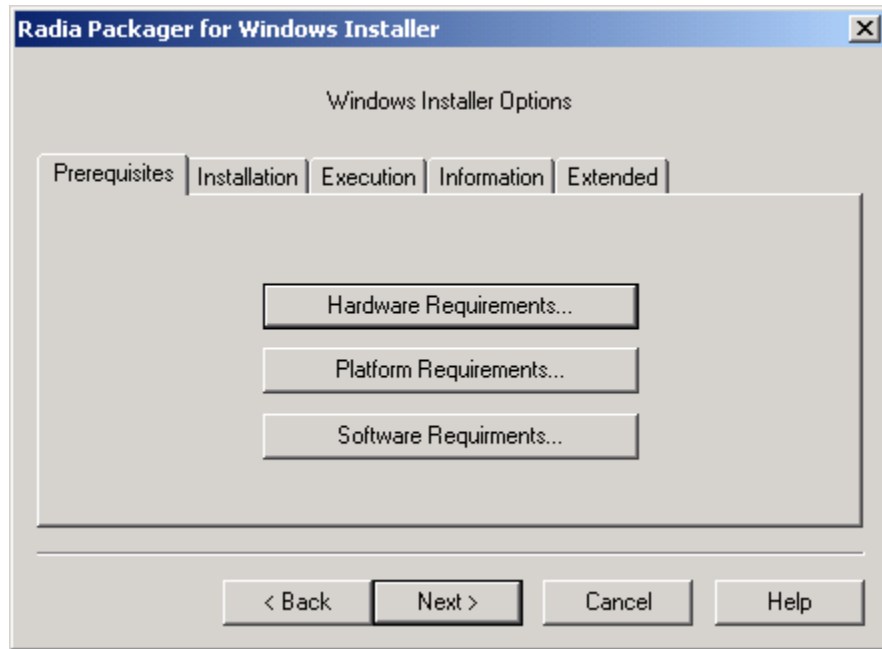 Radia Packager for Windows Installer
Windows Installer Options
Prerequisites Installation Execution Information Extended
Hardware Requirements...
Platform Requirements...
Software Requirments...
< Back Next > Cancel Help